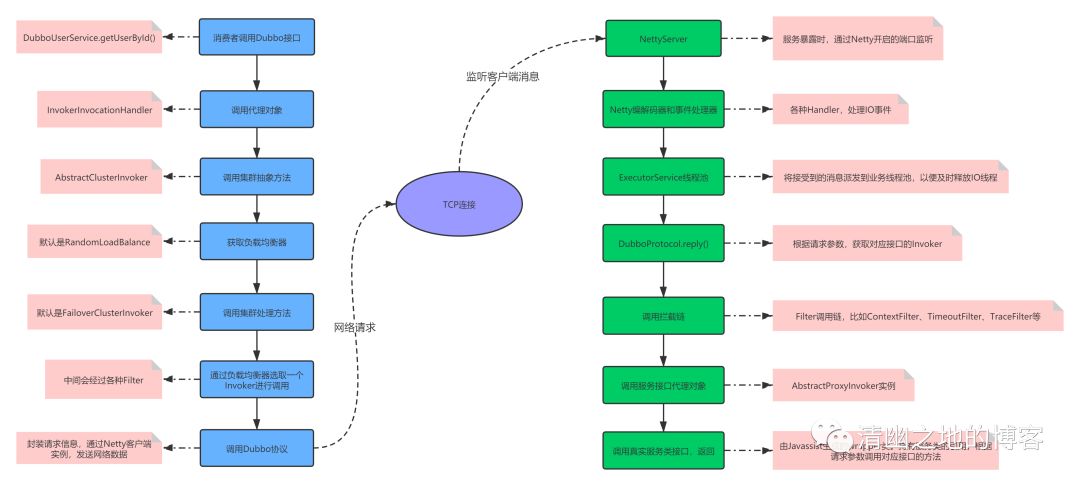 DubboUserService.getUserById()
消费者调用Dubbo接口
InvokerInvocationHandler
调用代理对象
AbstractClusterInvoker
调用集群抽象方法
默认是RandomLoadBalance
获取负载均衡器
默认是FailoverClusterInvoker
调用集群处理方法
中间会经过各种Filter
通过负载均衡器选取一个
Invoker进行调用
封装请求信息，通过Netty客户端
实例，发送网络数据
调用Dubbo协议
网络请求
TCP连接
监听客户端消息
NettyServer
服务暴露时，通过Netty开启的端口监听
Netty编解码器和事件处理器
各种Handler，处理IO事件
ExecutorService线程池
将接受到的消息派发到业务线程池，以便及时释放IO线程
DubboProtocol.reply()
根据请求参数，获取对应接口的Invoker
调用拦截链
Filter调用链，比如ContextFilter、TimeoutFilter、TraceFilter等
调用服务接口代理对象
AbstractProxyInvoker实例
调用真实服务类接口，返回
由Javassist
根据
请求参数调用对应接口的方法
清幽之地的博客